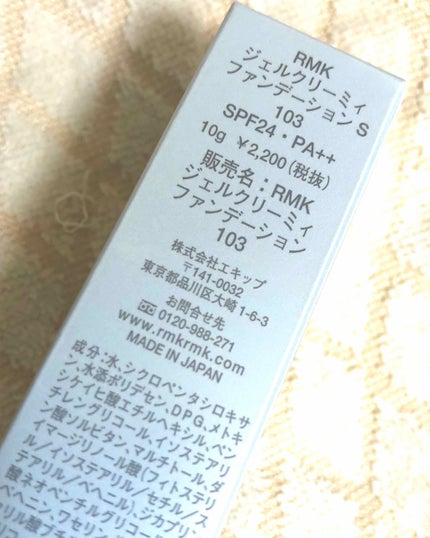 RMK
ジェルクリーミィ
ファンデーション S
103
SPF24・PA++
10g ¥2,200(税抜)
販売名：RMK
ジェルクリーミィ
ファンデーション
103
株式会社エキップ
〒141-0032
東京都品川区大崎1-6-3
お問合せ先
0120-988-271
www.rmkrmk.com
MADE IN JAPAN
成分：水、シクロペンタシロキサ
ン、水添ポリデセン、DPG、メトキ
シケイヒ酸エチルヘキシル、ペン
チレングリコール、イソステアリ
ン酸ソルビタン、マルチトール、ダ
イマージリノール酸(フィトステリ
ル/イソステアリル/セチル/ス
テアリル/ベヘニル)、ジカプリン
酸ネオペンチルグリコー
ベヘニン、ワセリン